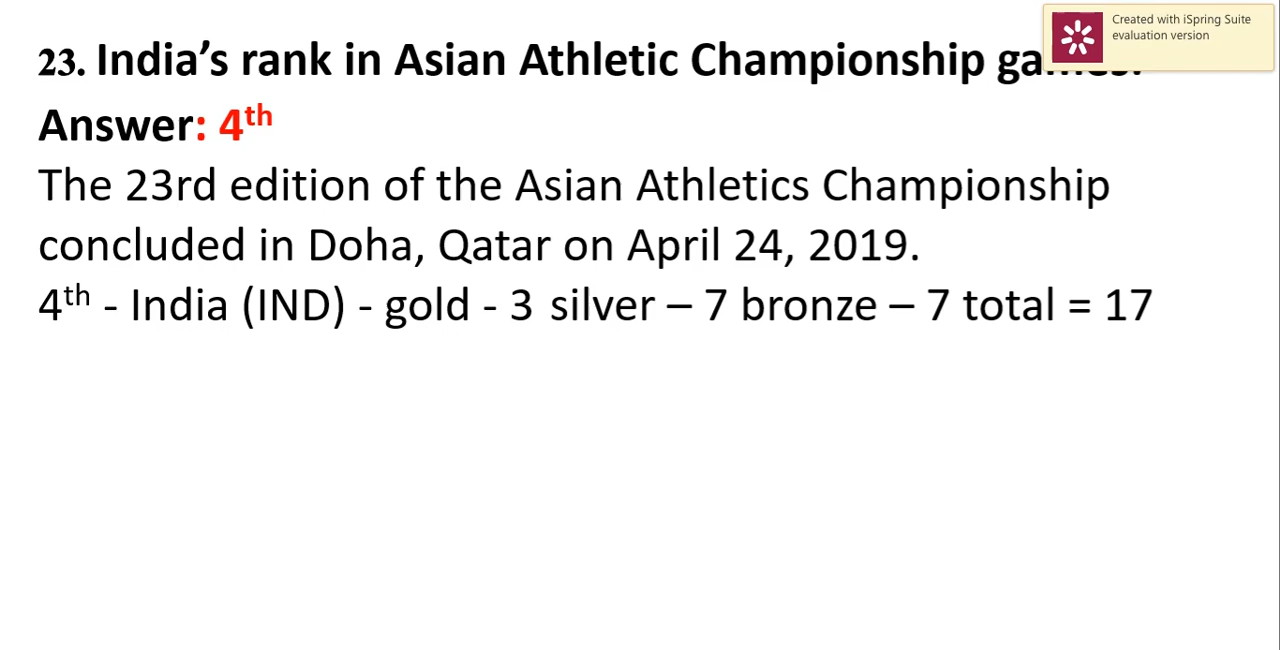 23. India's rank in Asian Athletic Championship
Answer: 4th
The 23rd edition of the Asian Athletics Championship
concluded in Doha, Qatar on April 24, 2019.
4th - India (IND) - gold - 3 silver – 7 bronze – 7 total = 17
Created with iSpring Suite
evaluation version